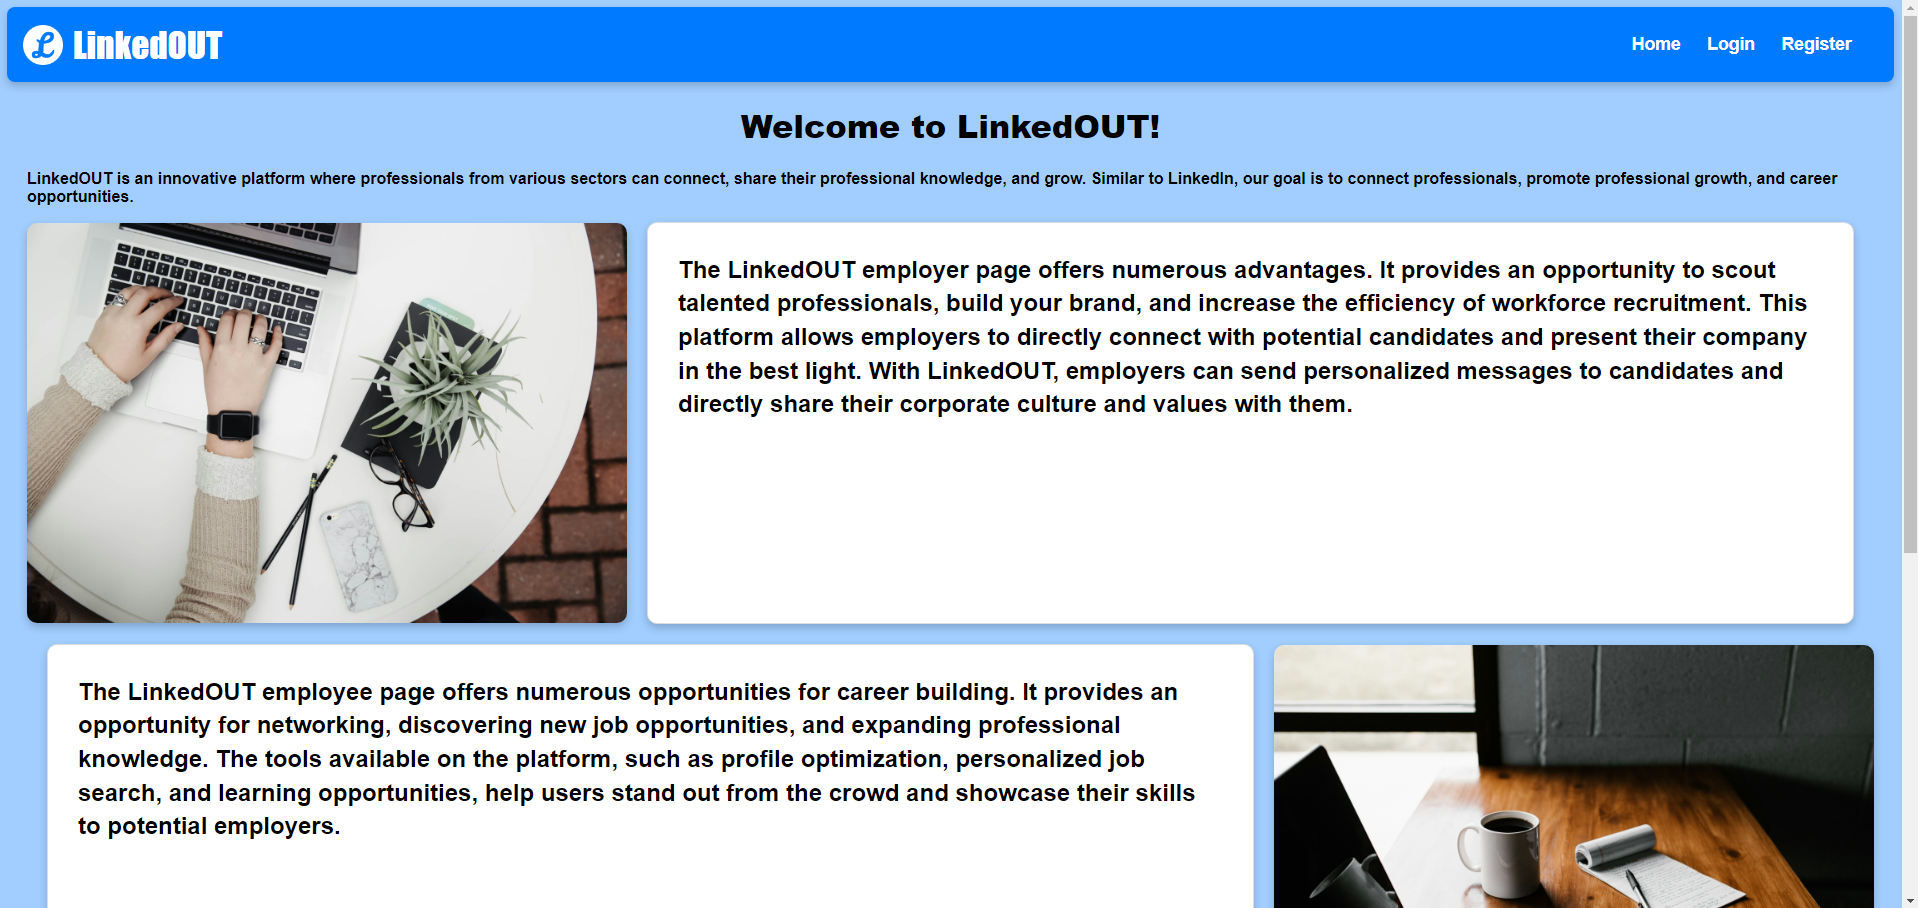 L LinkedOUT
Home Login Register
Welcome to LinkedOUT!
LinkedOUT is an innovative platform where professionals from various sectors can connect, share their professional knowledge, and grow. Similar to LinkedIn, our goal is to connect professionals, promote professional growth, and career
opportunities.
The LinkedOUT employer page offers numerous advantages. It provides an opportunity to scout
talented professionals, build your brand, and increase the efficiency of workforce recruitment. This
platform allows employers to directly connect with potential candidates and present their company
in the best light. With LinkedOUT, employers can send personalized messages to candidates and
directly share their corporate culture and values with them.
The LinkedOUT employee page offers numerous opportunities for career building. It provides an
opportunity for networking, discovering new job opportunities, and expanding professional
knowledge. The tools available on the platform, such as profile optimization, personalized job
search, and learning opportunities, help users stand out from the crowd and showcase their skills
to potential employers.